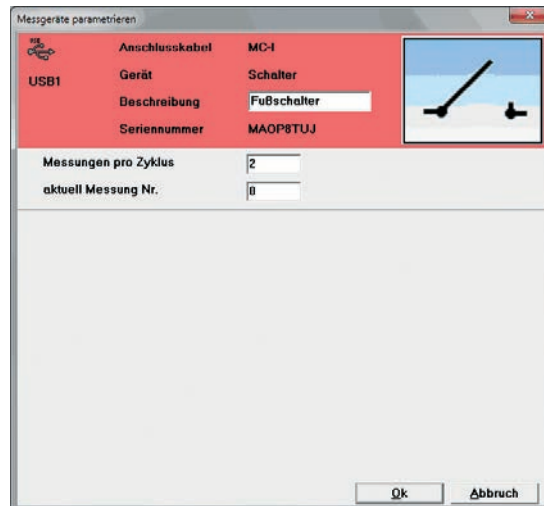 Messgeräte parametrieren
USB1
Anschlusskabel MC-I
Gerät Schalter
Beschreibung Fußschalter
Seriennummer MAOP8TUJ
Messungen pro Zyklus 2
aktuell Messung Nr. 0
Ok Abbruch